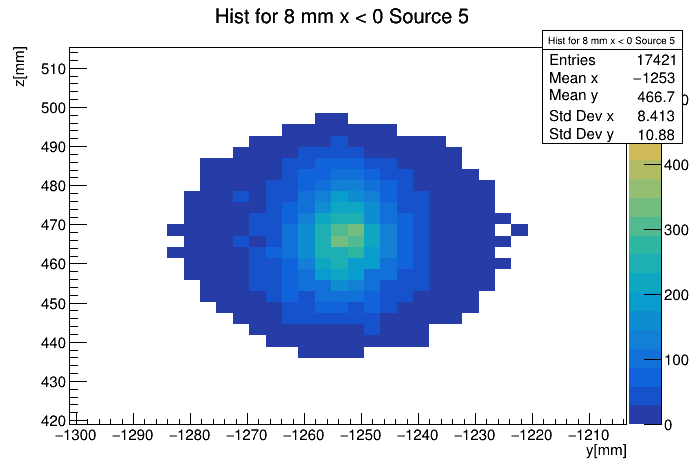 Hist for 8 mm x < 0 Source 5
z[mm]
510
500
490
480
470
460
450
440
430
420
−1300 −1290 −1280 −1270 −1260 −1250 −1240 −1230 −1220 −1210
y[mm]
Hist for 8 mm x < 0 Source 5
Entries 17421
Mean x −1253
Mean y 466.7
Std Dev x 8.413
Std Dev y 10.88
0
400
300
200
100
0